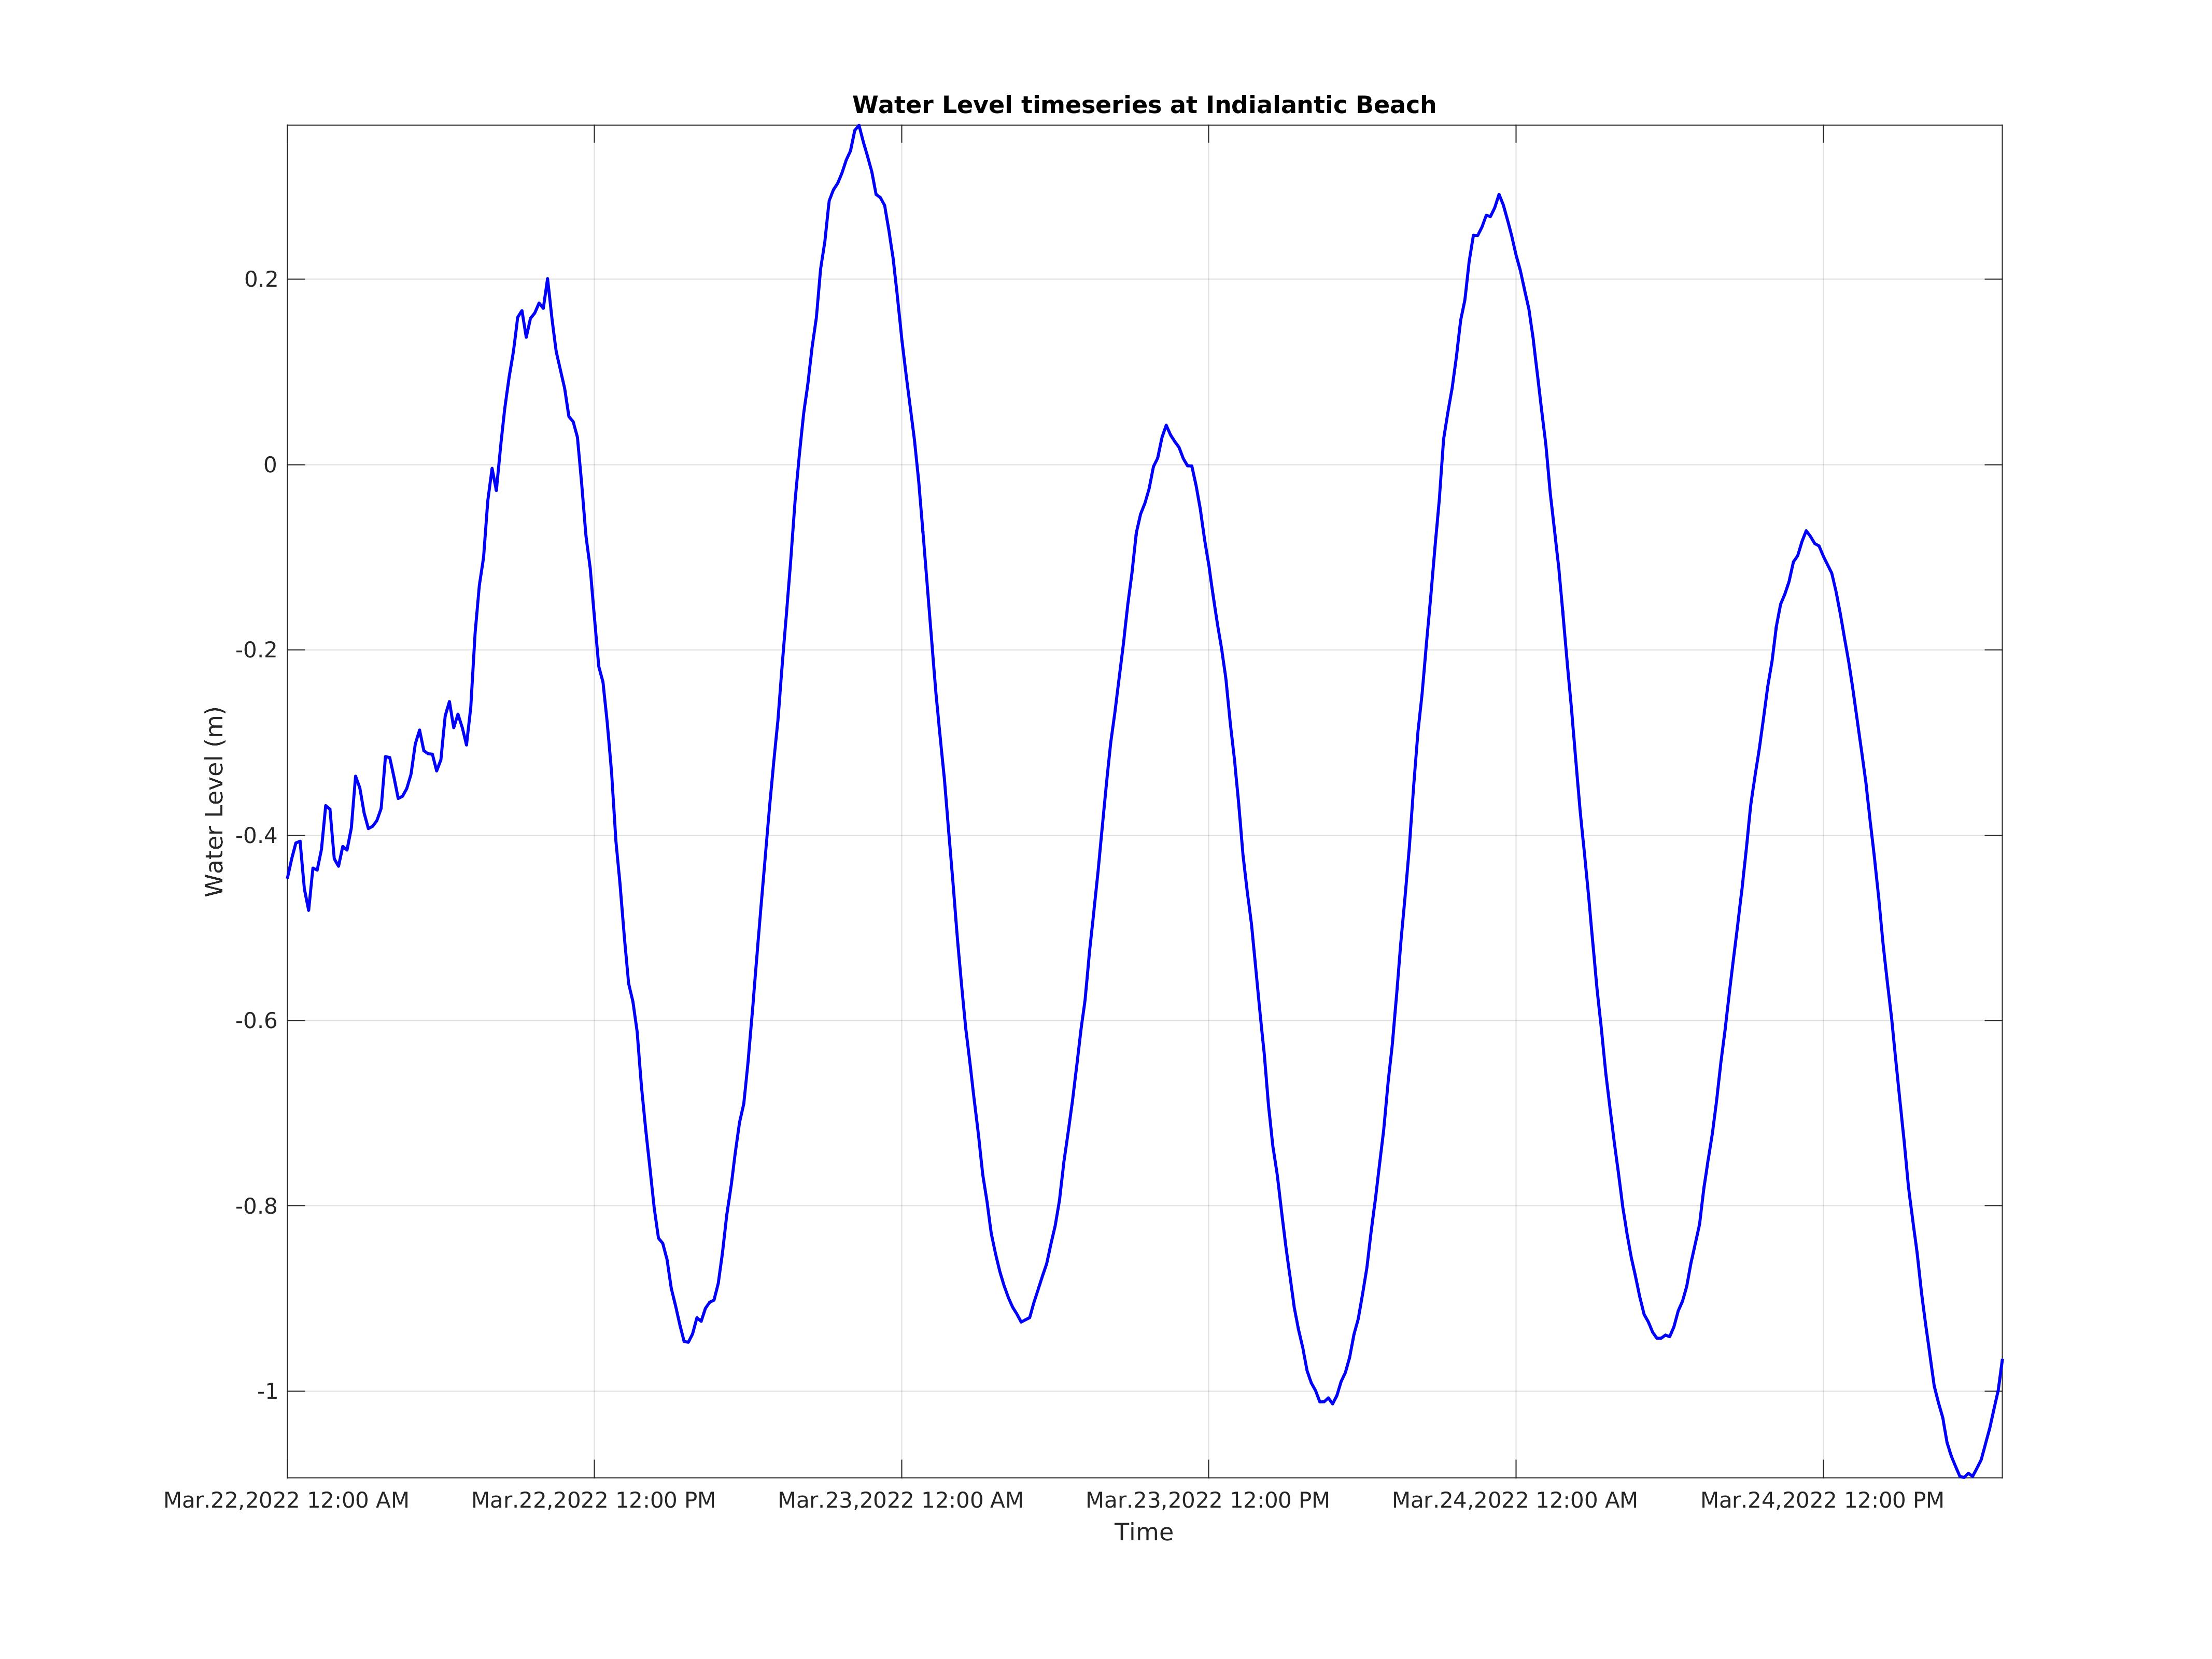 Water Level timeseries at Indialantic Beach
0.2
0
-0.2
-0.4
-0.6
-0.8
-1
Water Level (m)
Mar.22,2022 12:00 AM
Mar.22,2022 12:00 PM
Mar.23,2022 12:00 AM
Mar.23,2022 12:00 PM
Mar.24,2022 12:00 AM
Mar.24,2022 12:00 PM
Time